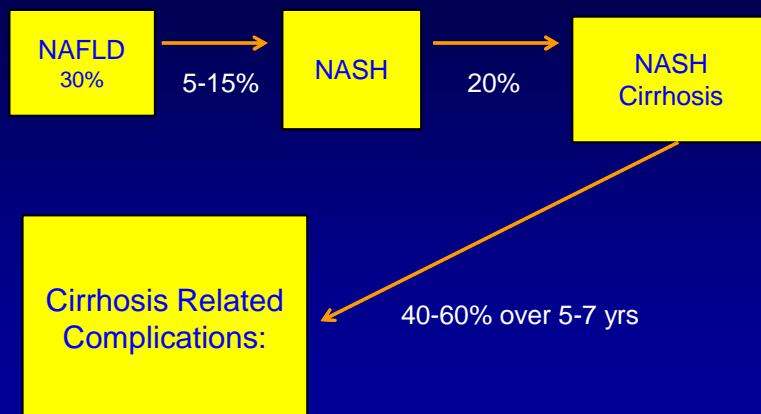 NAFLD
30%
5-15%
NASH
20%
NASH
Cirrhosis
Cirrhosis Related
Complications:
40-60% over 5-7 yrs